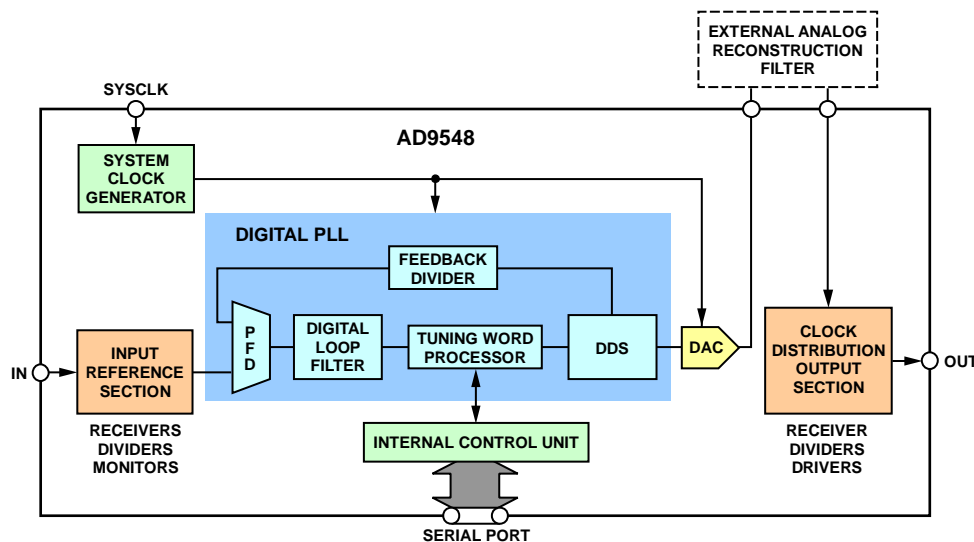 EXTERNAL ANALOG
RECONSTRUCTION
FILTER
SYSCLK
AD9548
SYSTEM
CLOCK
GENERATOR
DIGITAL PLL
FEEDBACK
DIVIDER
PFD
DIGITAL
LOOP
FILTER
TUNING WORD
PROCESSOR
DDS
DAC
CLOCK
DISTRIBUTION
OUTPUT
SECTION
IN
INPUT
REFERENCE
SECTION
OUT
RECEIVERS
DIVIDERS
MONITORS
INTERNAL CONTROL UNIT
RECEIVER
DIVIDERS
DRIVERS
SERIAL PORT